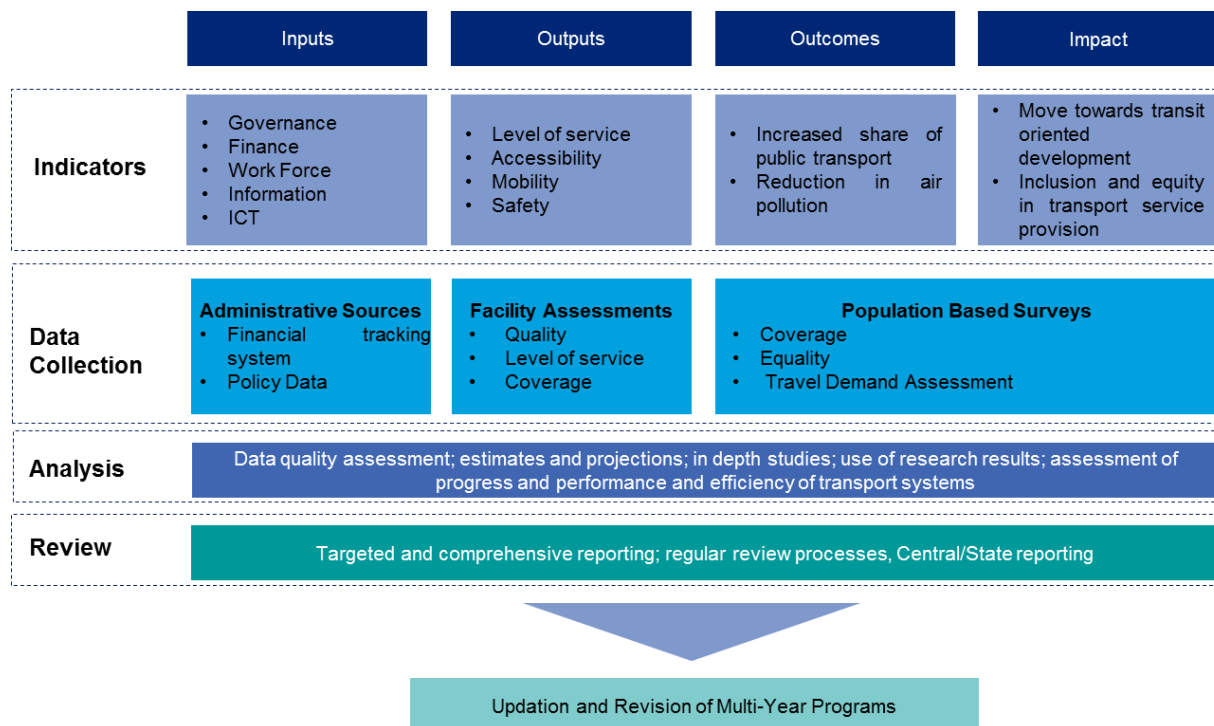 Inputs
Outputs
Outcomes
Impact
Indicators
• Governance
• Finance
• Work Force
• Information
• ICT
• Level of service
• Accessibility
• Mobility
• Safety
• Increased share of
public transport
• Reduction in air
pollution
• Move towards transit
oriented
development
• Inclusion and equity
in transport service
provision
Data
Collection
Administrative Sources
• Financial tracking
system
• Policy Data
Facility Assessments
• Quality
• Level of service
• Coverage
Population Based Surveys
• Coverage
• Equality
• Travel Demand Assessment
Analysis
Data quality assessment; estimates and projections; in depth studies; use of research results; assessment of
progress and performance and efficiency of transport systems
Review
Targeted and comprehensive reporting; regular review processes, Central/State reporting
Updation and Revision of Multi-Year Programs